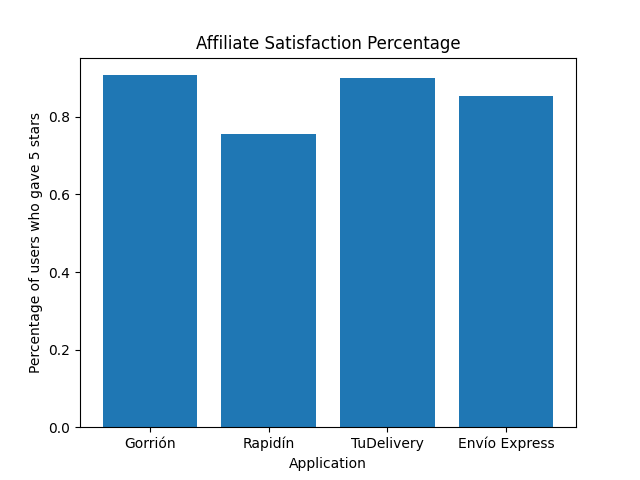 Affiliate Satisfaction Percentage
Percentage of users who gave 5 stars
0.8
0.6
0.4
0.2
0.0
Gorrión Rapidín TuDelivery Envío Express
Application